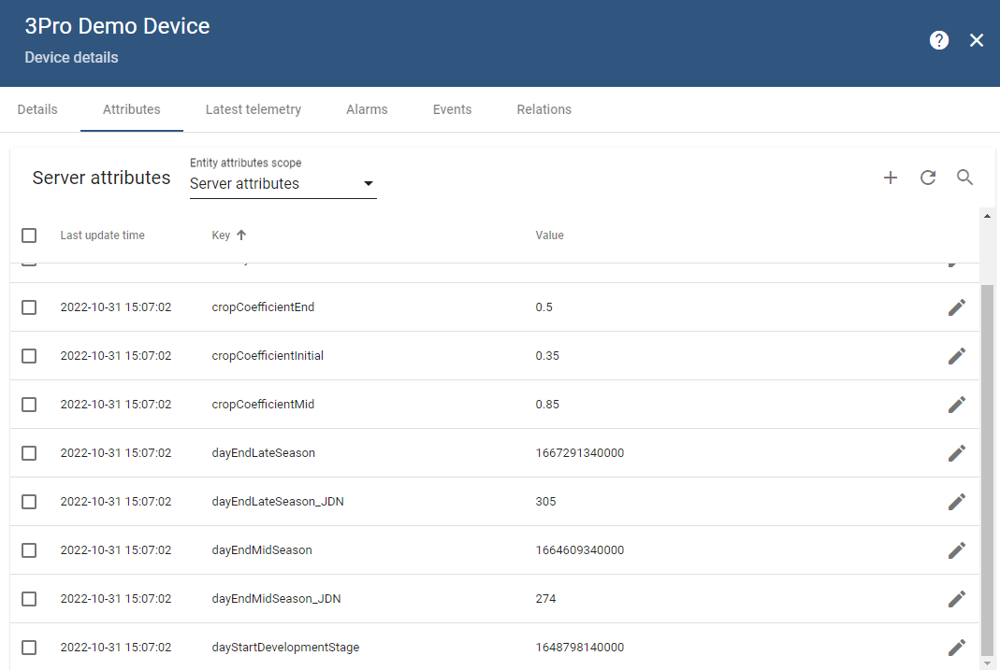 3Pro Demo Device
Device details
Details Attributes Latest telemetry Alarms Events Relations
Server attributes
Entity attributes scope
Server attributes
Last update time Key Value
2022-10-31 15:07:02 cropCoefficientEnd 0.5
2022-10-31 15:07:02 cropCoefficientInitial 0.35
2022-10-31 15:07:02 cropCoefficientMid 0.85
2022-10-31 15:07:02 dayEndLateSeason 1667291340000
2022-10-31 15:07:02 dayEndLateSeason_JDN 305
2022-10-31 15:07:02 dayEndMidSeason 1664609340000
2022-10-31 15:07:02 dayEndMidSeason_JDN 274
2022-10-31 15:07:02 dayStartDevelopmentStage 1648798140000